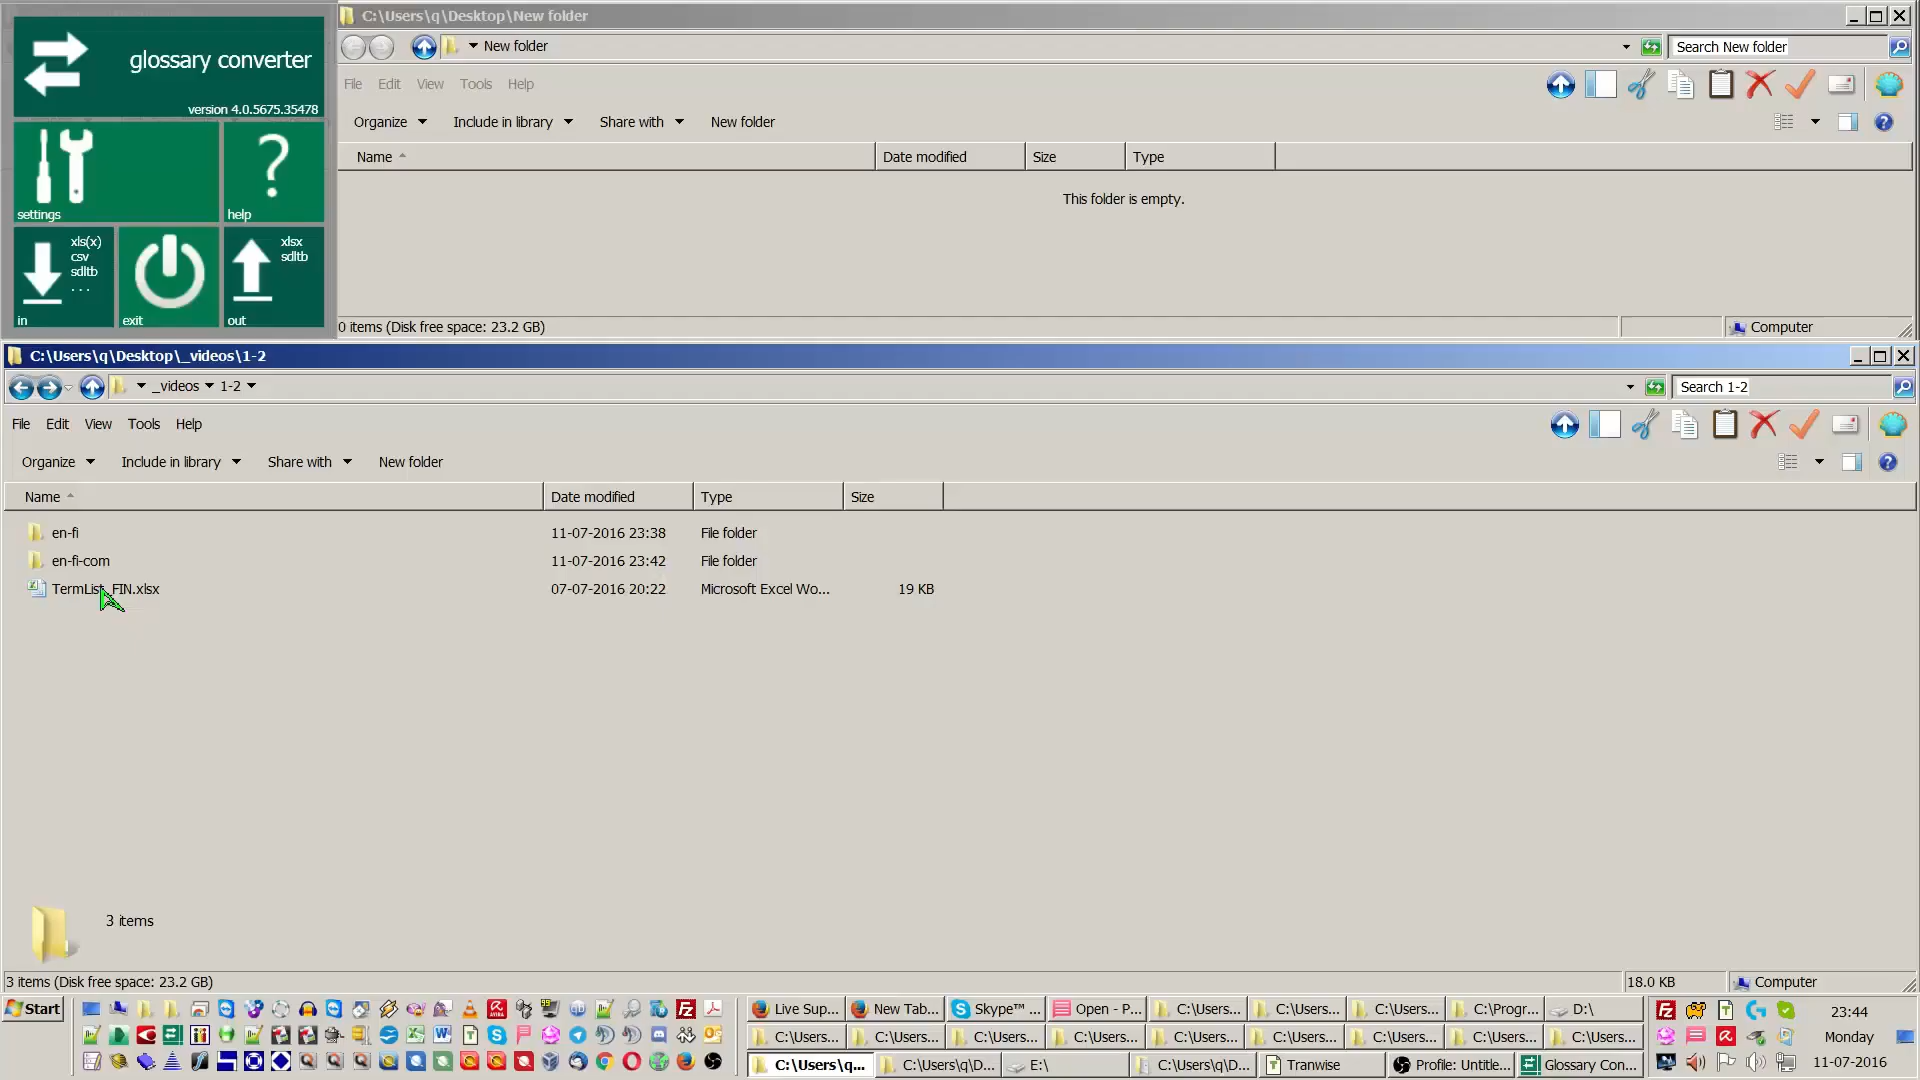 glossary converter
version 4.0.5675.35478
settings
help
xls(x)
csv
sdltb
. . .
in
exit
xlsx
sdltb
out
C:\Users\q\Desktop\New folder
New folder
Search New folder
File Edit View Tools Help
Organize Include in library Share with New folder
Name Date modified Size Type
This folder is empty.
0 items (Disk free space: 23.2 GB)
Computer
C:\Users\q\Desktop\_videos\1-2
_videos 1-2
Search 1-2
File Edit View Tools Help
Organize Include in library Share with New folder
Name Date modified Type Size
en-fi 11-07-2016 23:38 File folder
en-fi-com 11-07-2016 23:42 File folder
TermList_FIN.xlsx 07-07-2016 20:22 Microsoft Excel Wo... 19 KB
3 items
3 items (Disk free space: 23.2 GB)
18.0 KB
Computer
Start
Live Sup... New Tab... Skype™ ... Open - P... C:\Users... C:\Users... C:\Users... C:\Progr... D:\
C:\Users... C:\Users... C:\Users... C:\Users... C:\Users... C:\Users... C:\Users... C:\Users... C:\Users...
C:\Users\q... C:\Users\q\D... E:\ C:\Users\q\D... Tranwise Profile: Untitle... Glossary Con...
23:44
Monday
11-07-2016